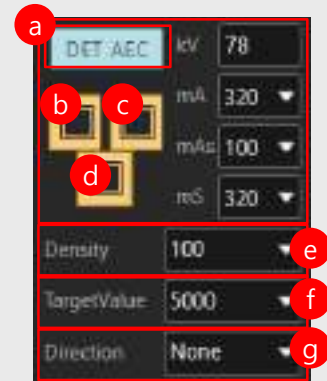 a
DET AEC kV 78
b c mA 320
mAs 100
d mS 320
Density 100 e
TargetValue 5000 f
Direction None g